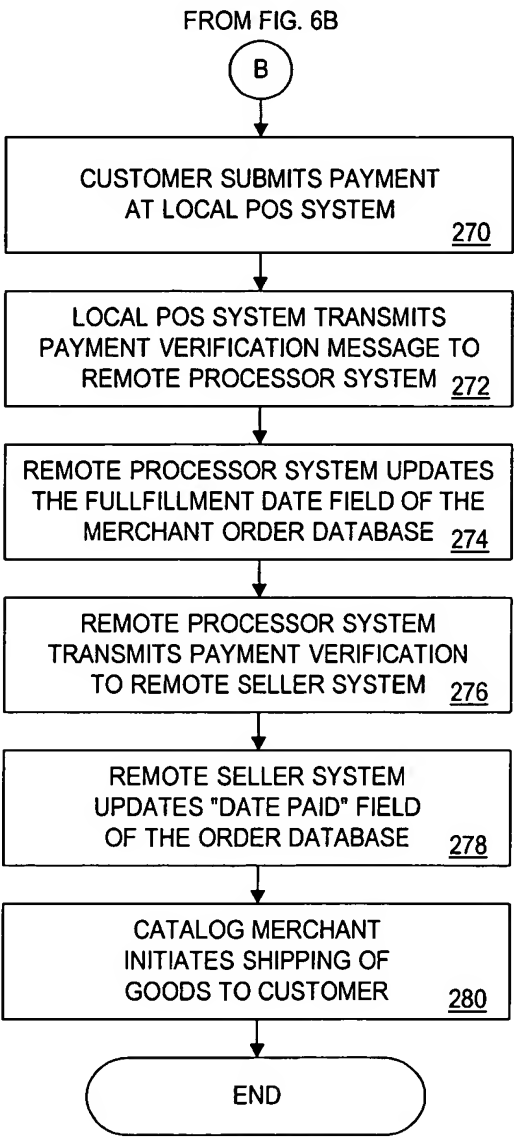 FROM FIG. 6B
B
CUSTOMER SUBMITS PAYMENT
AT LOCAL POS SYSTEM
270
LOCAL POS SYSTEM TRANSMITS
PAYMENT VERIFICATION MESSAGE TO
REMOTE PROCESSOR SYSTEM 272
REMOTE PROCESSOR SYSTEM UPDATES
THE FULLFILLMENT DATE FIELD OF THE
MERCHANT ORDER DATABASE 274
REMOTE PROCESSOR SYSTEM
TRANSMITS PAYMENT VERIFICATION
TO REMOTE SELLER SYSTEM 276
REMOTE SELLER SYSTEM
UPDATES "DATE PAID" FIELD
OF THE ORDER DATABASE 278
CATALOG MERCHANT
INITIATES SHIPPING OF
GOODS TO CUSTOMER 280
END